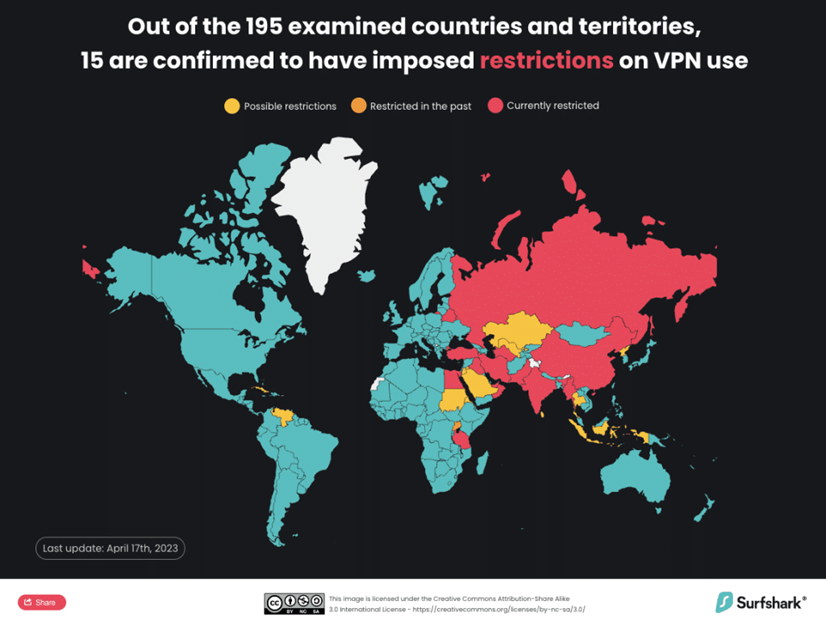 Out of the 195 examined countries and territories,
15 are confirmed to have imposed restrictions on VPN use
Possible restrictions
Restricted in the past
Currently restricted
Last update: April 17th, 2023
Share
cc
BY NC SA
This image is licensed under the Creative Commons Attribution-Share Alike
3.0 International License - https://creativecommons.org/licenses/by-nc-sa/3.0/
Surfshark®